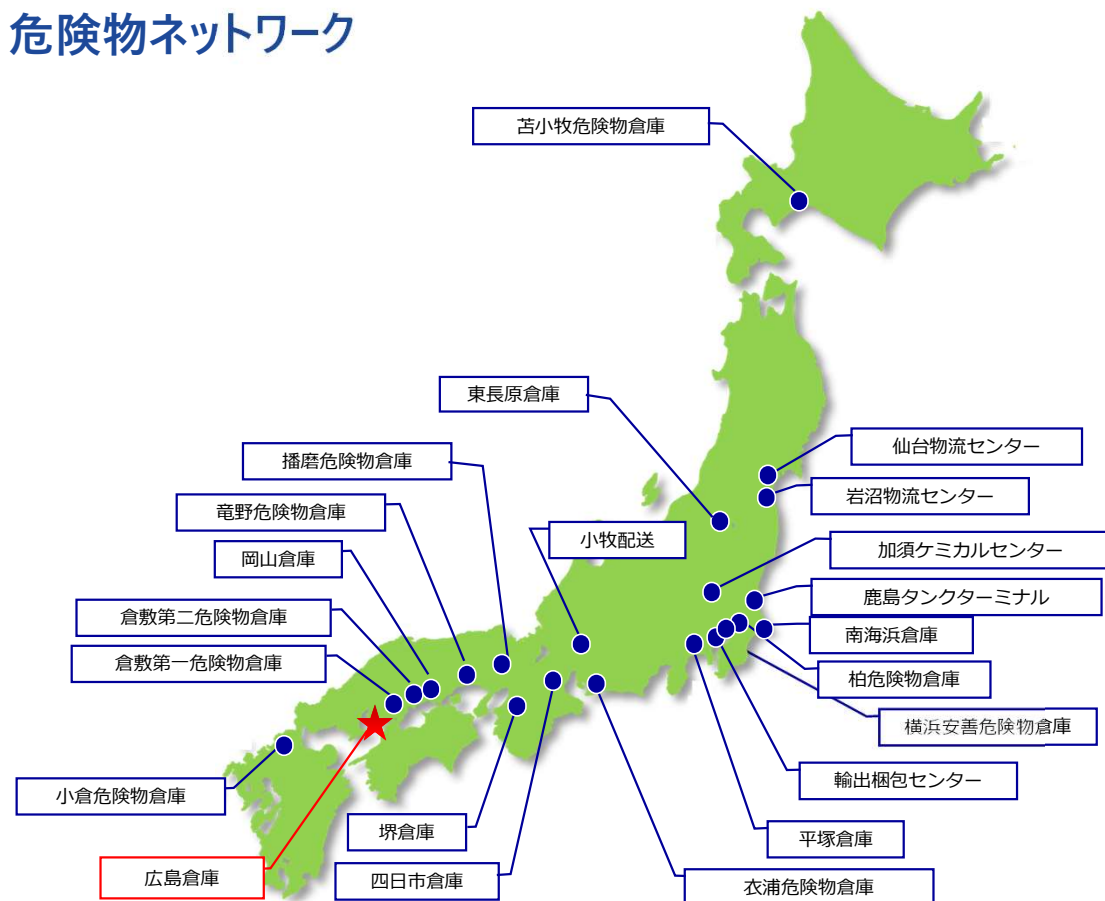 危険物ネットワーク
苫小牧危険物倉庫
東長原倉庫
仙台物流センター
播磨危険物倉庫
岩沼物流センター
竜野危険物倉庫
小牧配送
加須ケミカルセンター
岡山倉庫
鹿島タンクターミナル
倉敷第二危険物倉庫
南海浜倉庫
倉敷第一危険物倉庫
柏危険物倉庫
横浜安善危険物倉庫
輸出梱包センター
小倉危険物倉庫
堺倉庫
平塚倉庫
広島倉庫
四日市倉庫
衣浦危険物倉庫